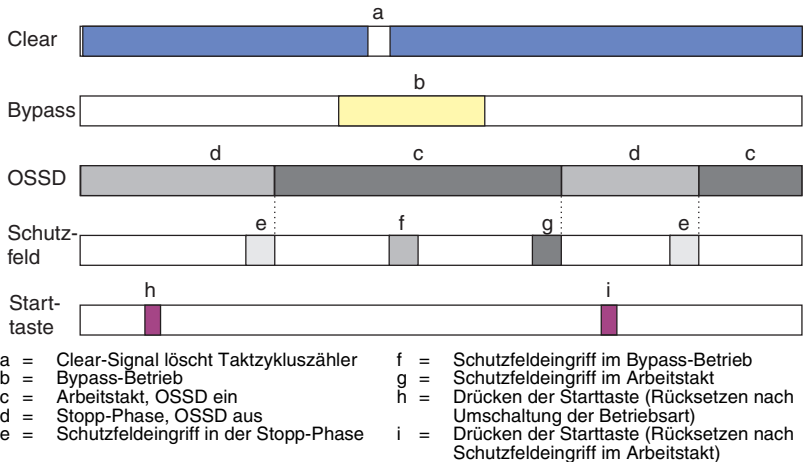 a
Clear
b
Bypass
d c d c
OSSD
e f g e
Schutz-
feld
h i
Start-
taste
a = Clear-Signal löscht Taktzykluszähler
b = Bypass-Betrieb
c = Arbeitstakt, OSSD ein
d = Stopp-Phase, OSSD aus
e = Schutzfeldeingriff in der Stopp-Phase
f = Schutzfeldeingriff im Bypass-Betrieb
g = Schutzfeldeingriff im Arbeitstakt
h = Drücken der Starttaste (Rücksetzen nach
Umschaltung der Betriebsart)
i = Drücken der Starttaste (Rücksetzen nach
Schutzfeldeingriff im Arbeitstakt)